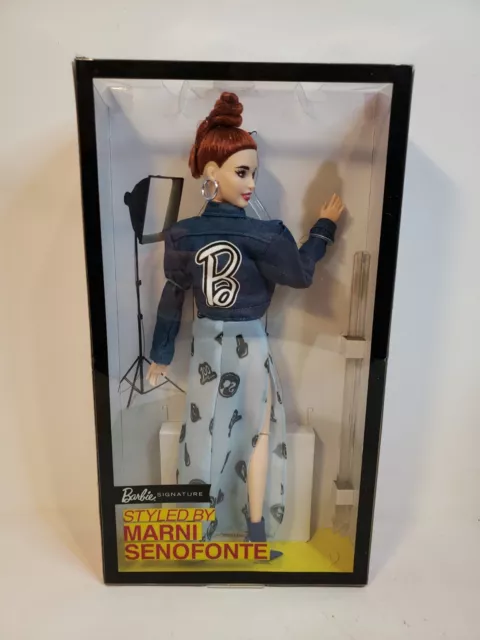 B
Barbie SIGNATURE
STYLED BY
MARNI
SENOFONTE